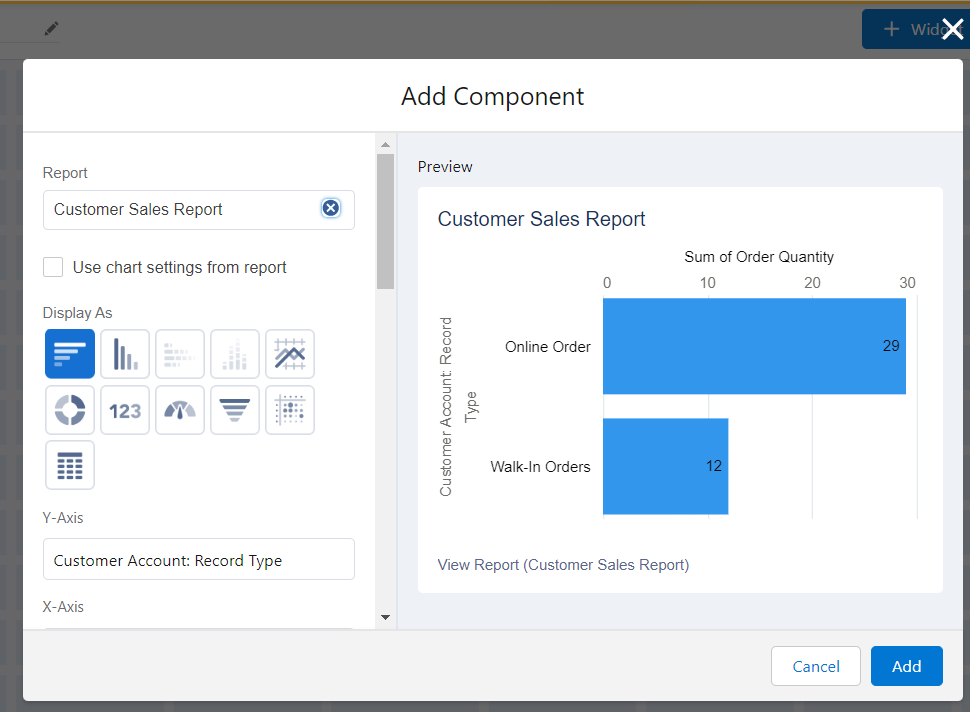 Widget
Add Component
Report
Customer Sales Report
Use chart settings from report
Display As
123
Y-Axis
Customer Account: Record Type
X-Axis
Preview
Customer Sales Report
Sum of Order Quantity
0 10 20 30
Customer Account: Record
Type
Online Order
29
Walk-In Orders
12
View Report (Customer Sales Report)
Cancel
Add